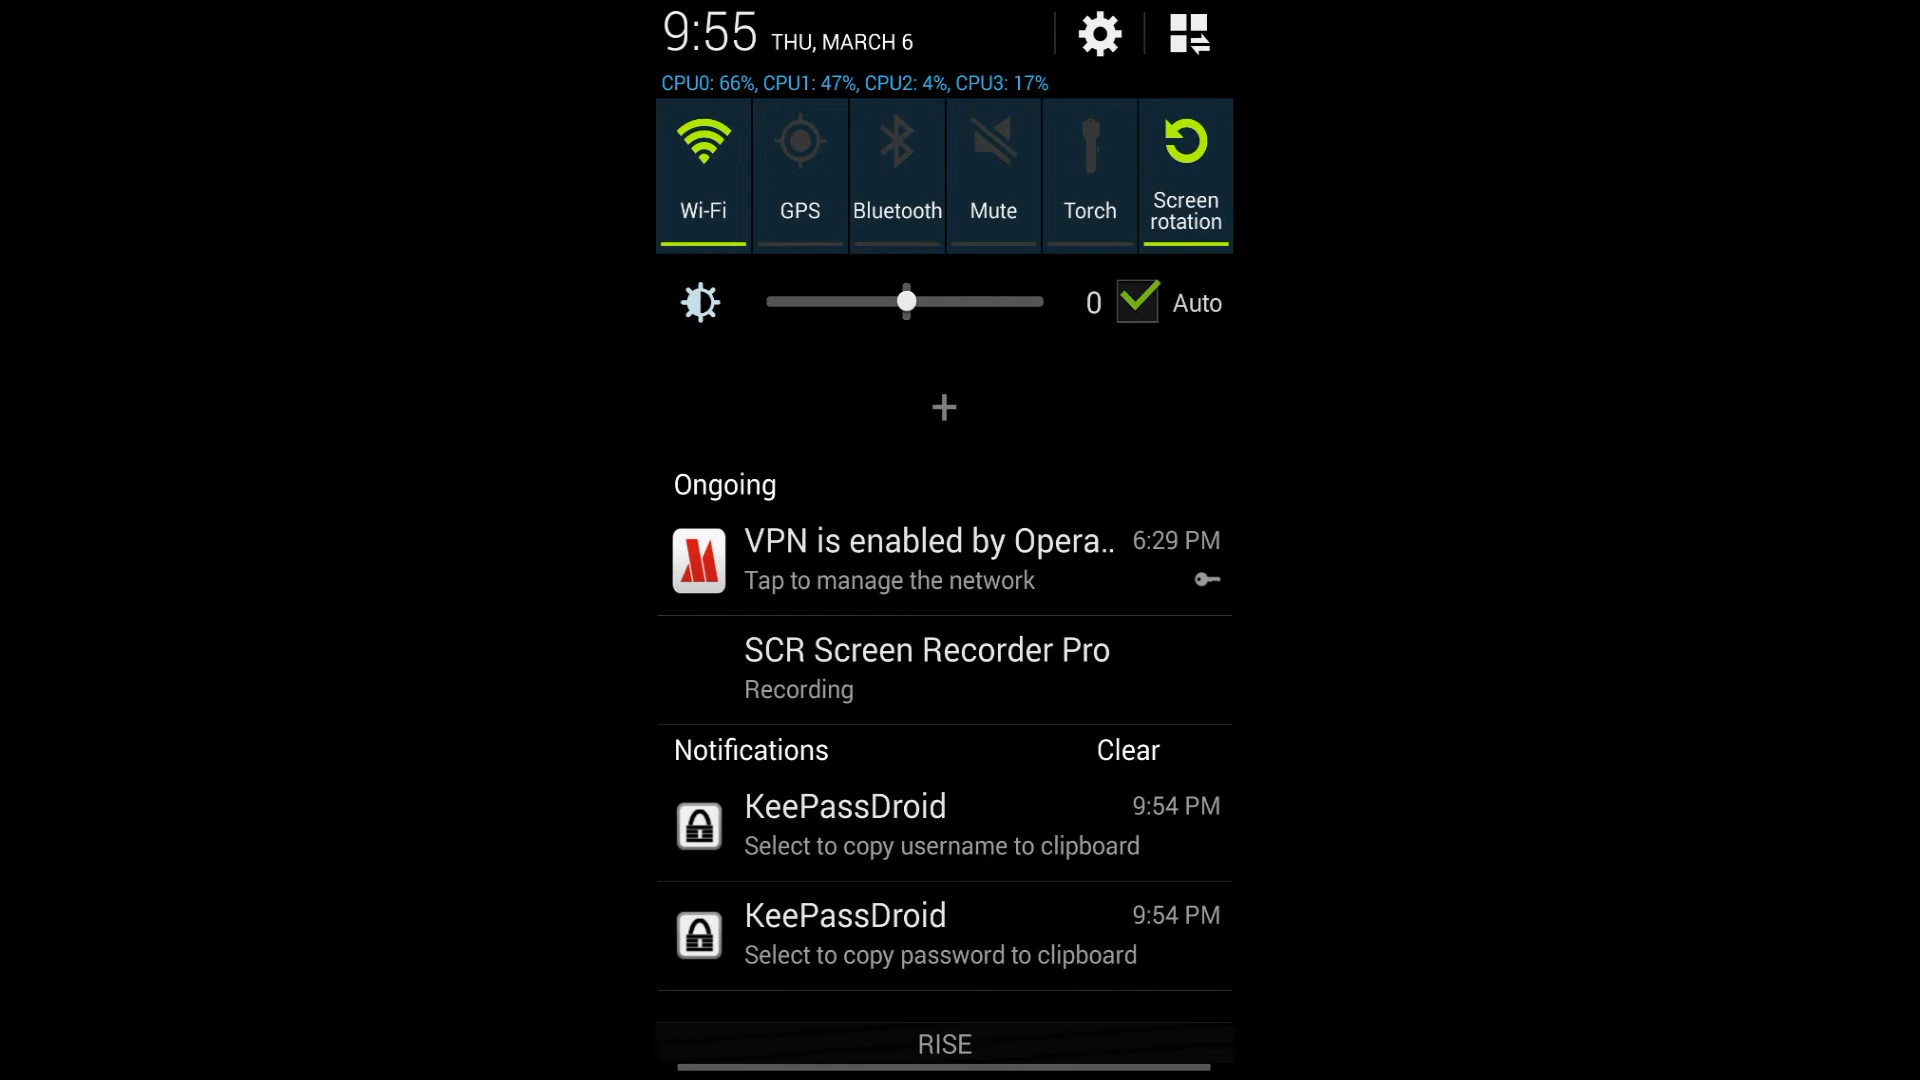 9:55 THU, MARCH 6
CPU0: 66%, CPU1: 47%, CPU2: 4%, CPU3: 17%
Wi-Fi GPS Bluetooth Mute Torch Screen rotation
0 Auto
+
Ongoing
VPN is enabled by Opera.. 6:29 PM
Tap to manage the network
SCR Screen Recorder Pro
Recording
Notifications Clear
KeePassDroid 9:54 PM
Select to copy username to clipboard
KeePassDroid 9:54 PM
Select to copy password to clipboard
RISE